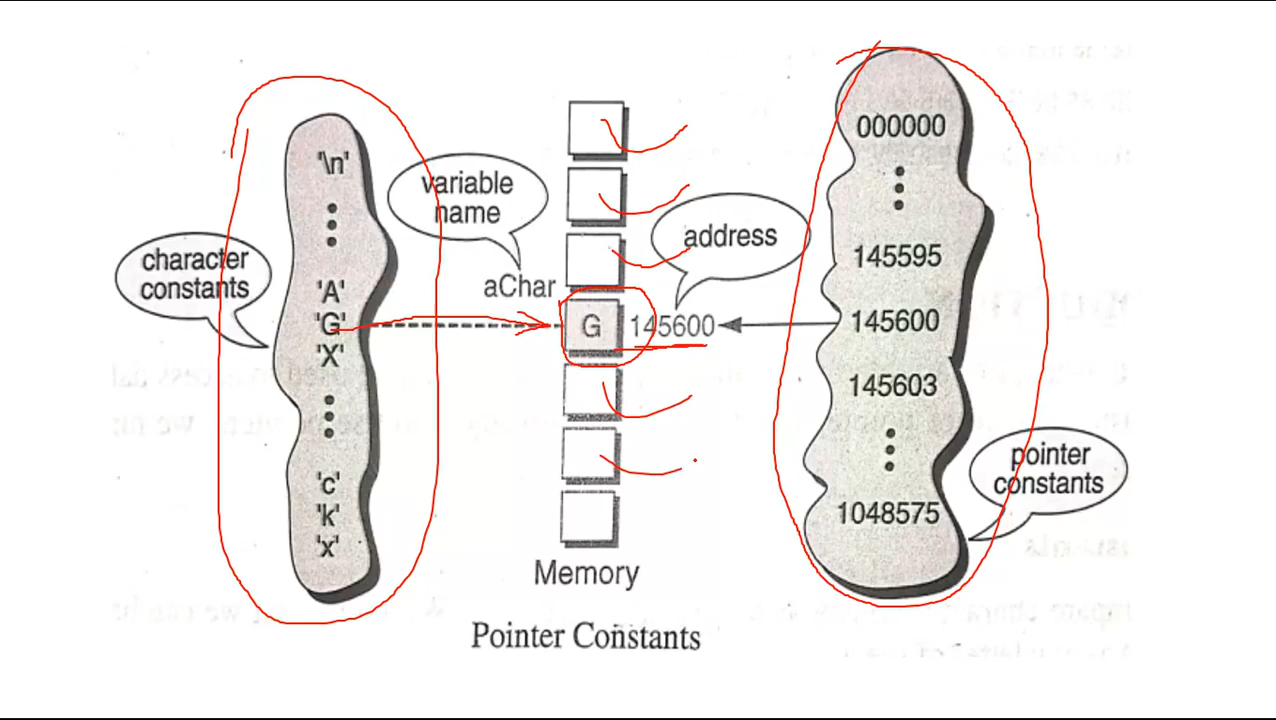 '\n'
'A'
'G'
'X'
'c'
'k'
'x'
character
constants
variable
name
aChar
G
145600
address
Memory
000000
145595
145600
145603
1048575
pointer
constants
Pointer Constants